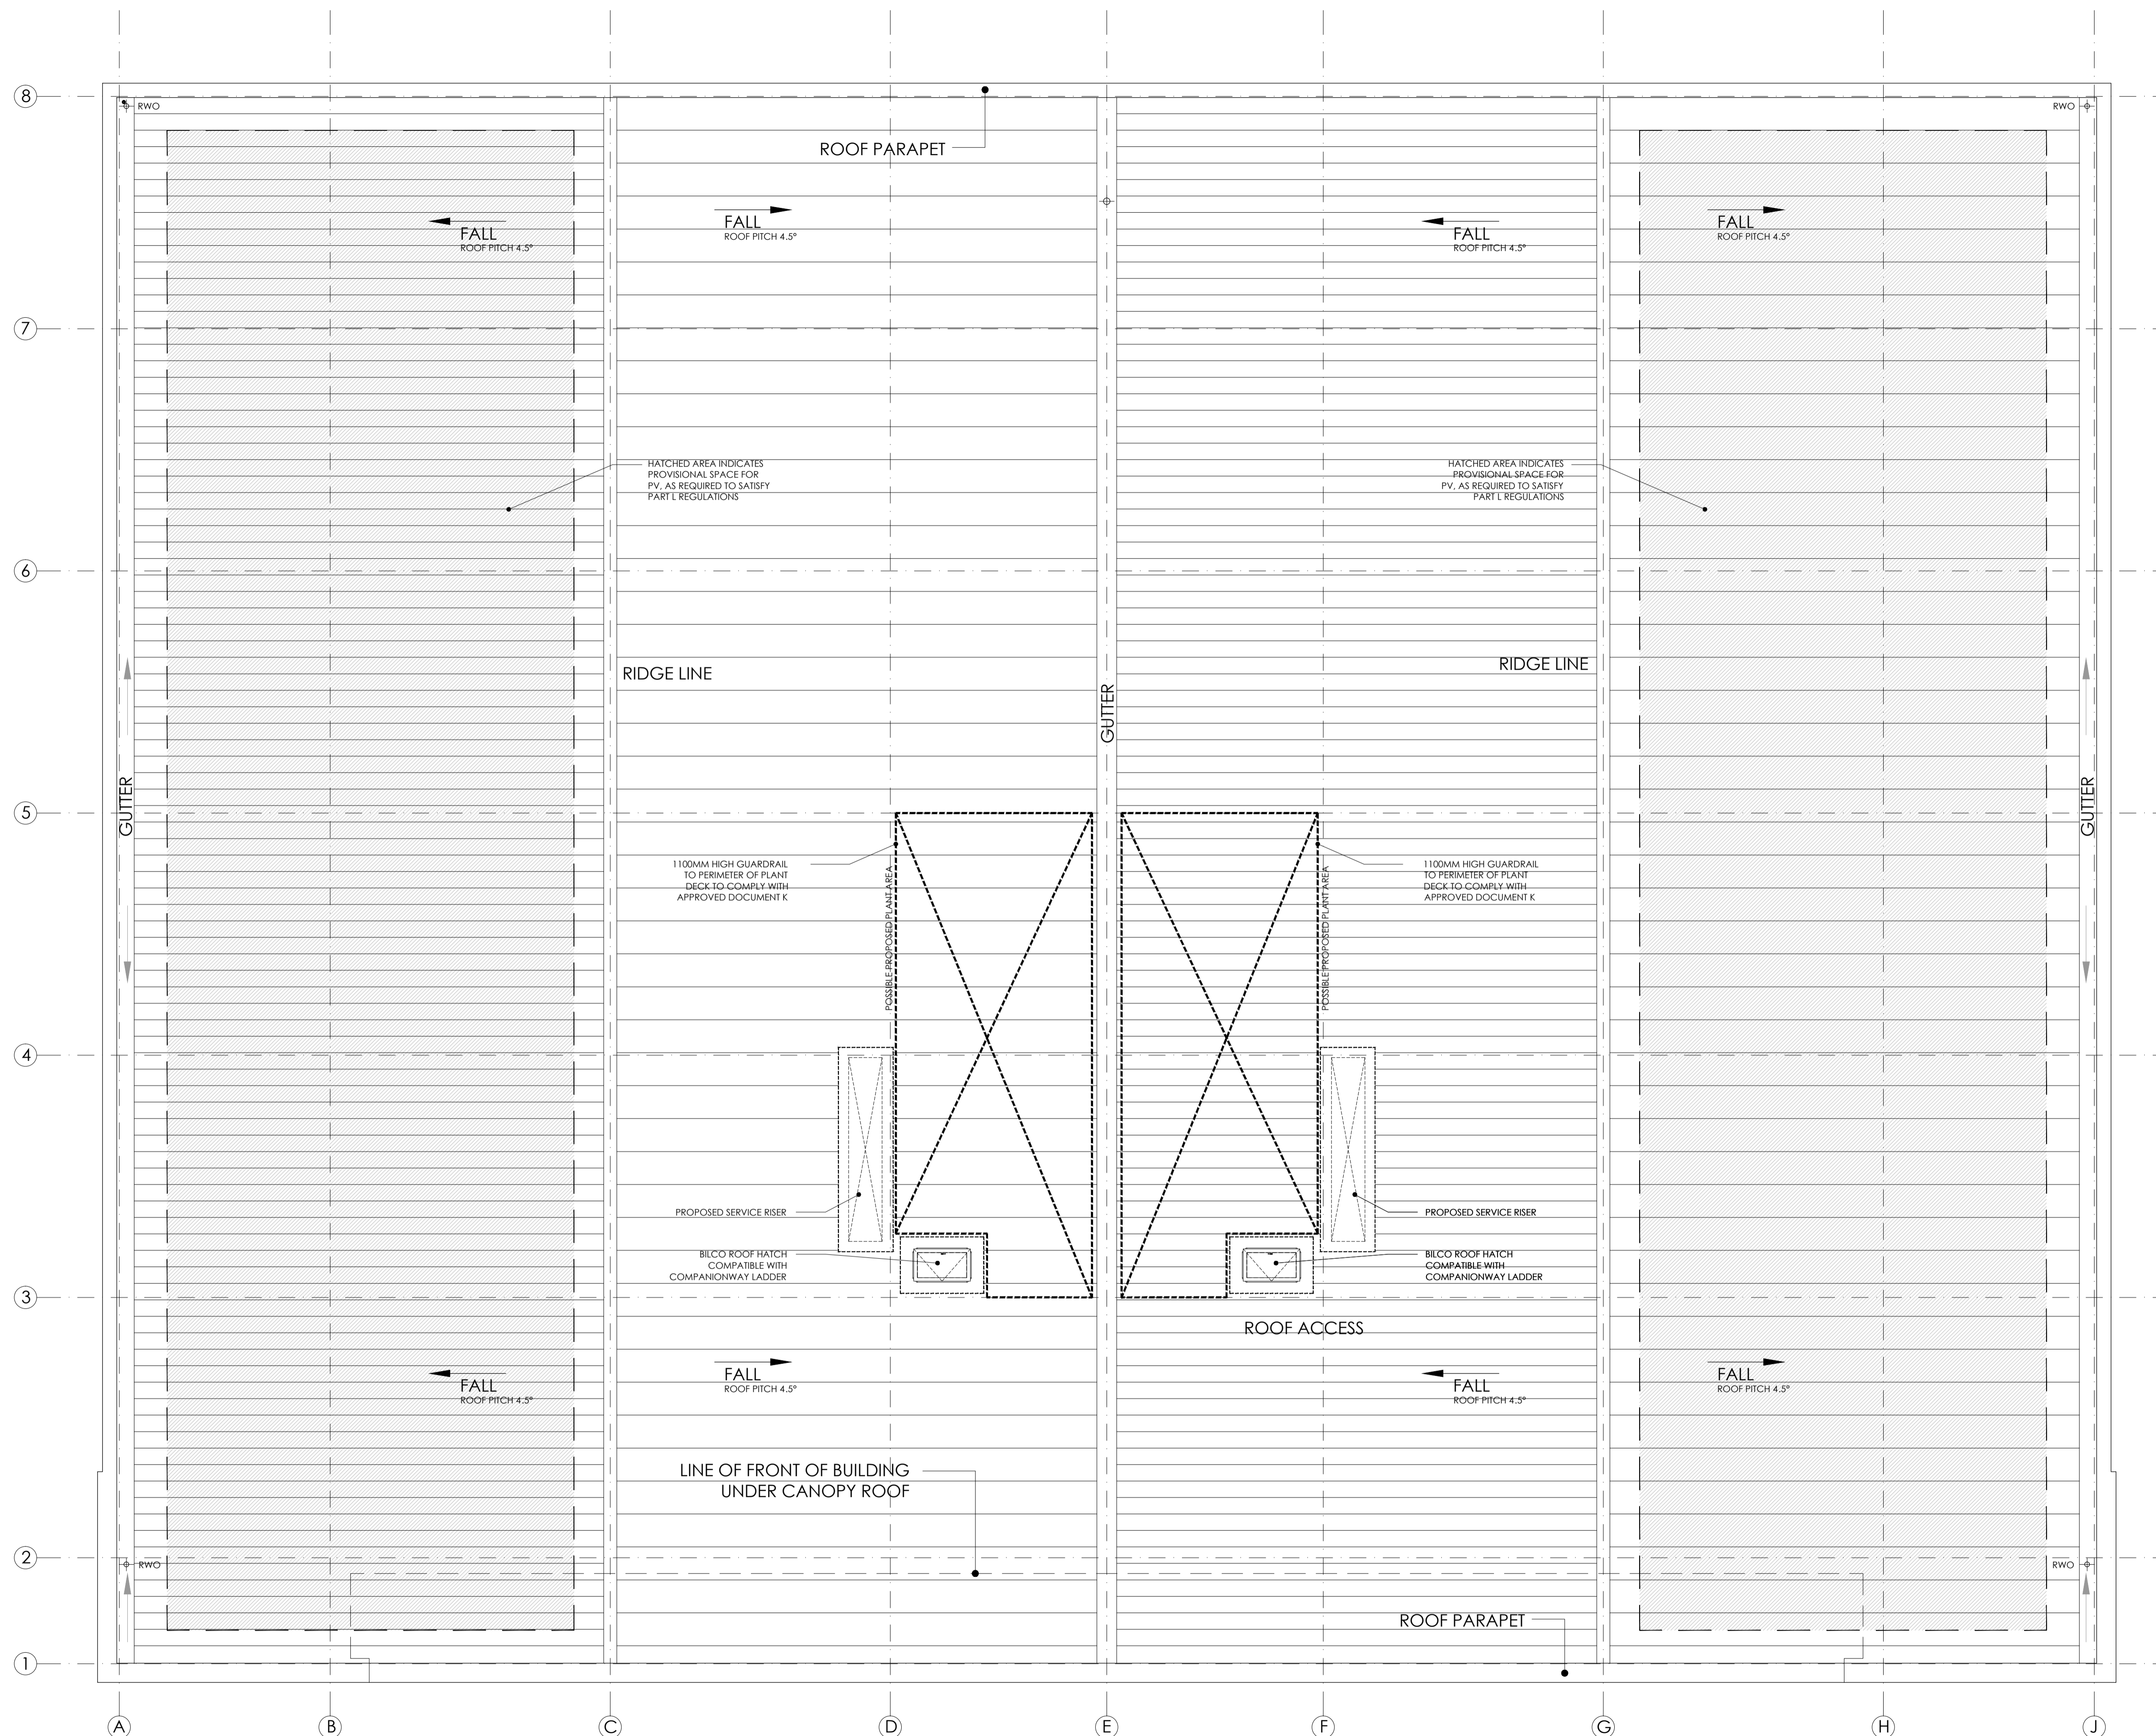 8
RWO
RWO
ROOF PARAPET
FALL
ROOF PITCH 4.5°
FALL
ROOF PITCH 4.5°
FALL
ROOF PITCH 4.5°
FALL
ROOF PITCH 4.5°
7
HATCHED AREA INDICATES
PROVISIONAL SPACE FOR
PV, AS REQUIRED TO SATISFY
PART L REGULATIONS
HATCHED AREA INDICATES
PROVISIONAL SPACE FOR
PV, AS REQUIRED TO SATISFY
PART L REGULATIONS
6
RIDGE LINE
RIDGE LINE
GUTTER
GUTTER
GUTTER
5
1100MM HIGH GUARDRAIL
TO PERIMETER OF PLANT
DECK TO COMPLY WITH
APPROVED DOCUMENT K
POSSIBLE PROPOSED PLANT AREA
POSSIBLE PROPOSED PLANT AREA
1100MM HIGH GUARDRAIL
TO PERIMETER OF PLANT
DECK TO COMPLY WITH
APPROVED DOCUMENT K
4
PROPOSED SERVICE RISER
PROPOSED SERVICE RISER
BILCO ROOF HATCH
COMPATIBLE WITH
COMPANIONWAY LADDER
BILCO ROOF HATCH
COMPATIBLE WITH
COMPANIONWAY LADDER
3
ROOF ACCESS
FALL
ROOF PITCH 4.5°
FALL
ROOF PITCH 4.5°
FALL
ROOF PITCH 4.5°
FALL
ROOF PITCH 4.5°
LINE OF FRONT OF BUILDING
UNDER CANOPY ROOF
2
RWO
RWO
ROOF PARAPET
1
A
B
C
D
E
F
G
H
J